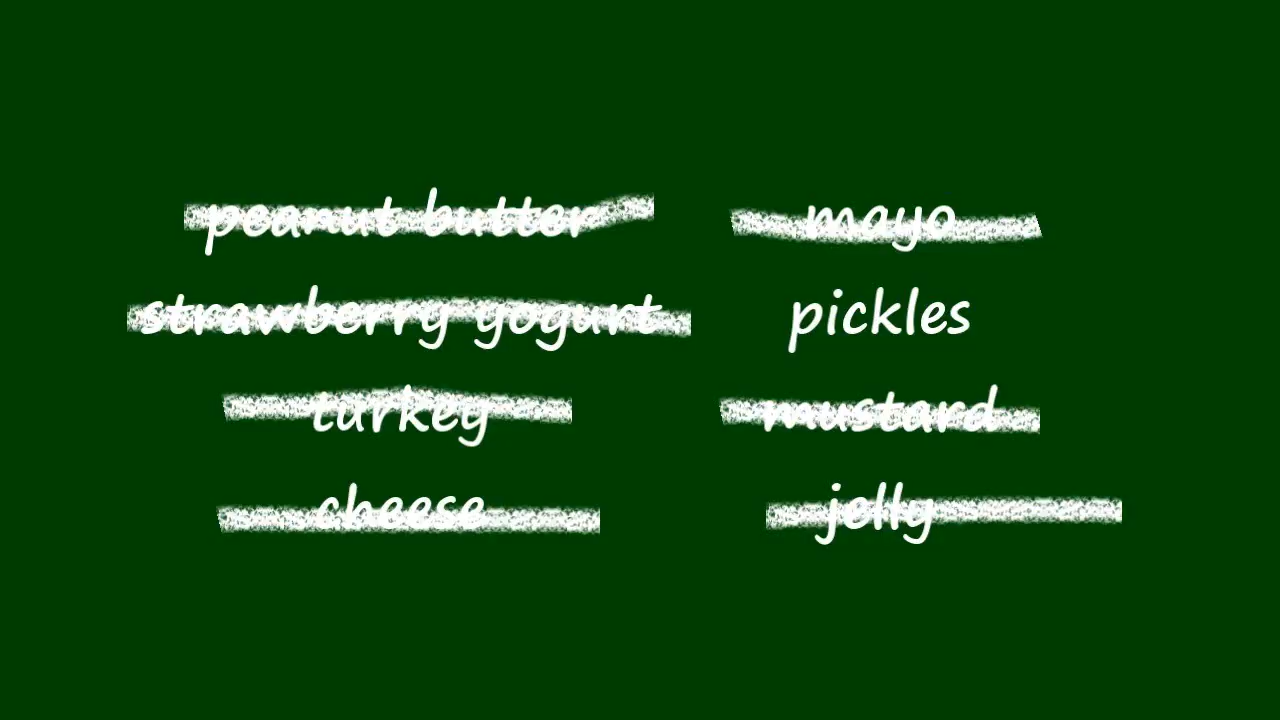 peanut butter
strawberry yogurt
turkey
cheese
mayo
pickles
mustard
jelly